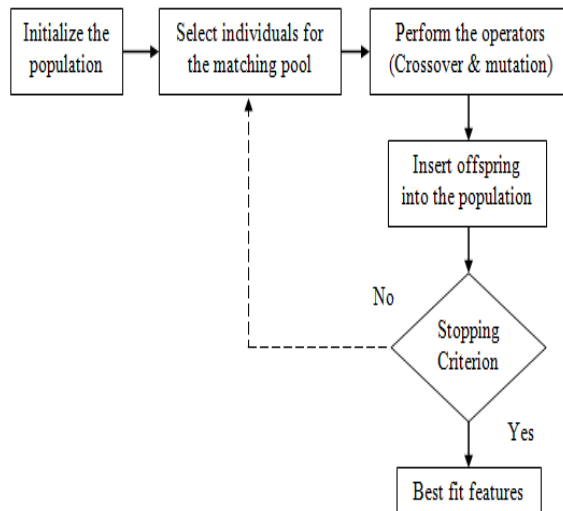 Initialize the
population
Select individuals for
the matching pool
Perform the operators
(Crossover & mutation)
Insert offspring
into the population
No
Stopping
Criterion
Yes
Best fit features